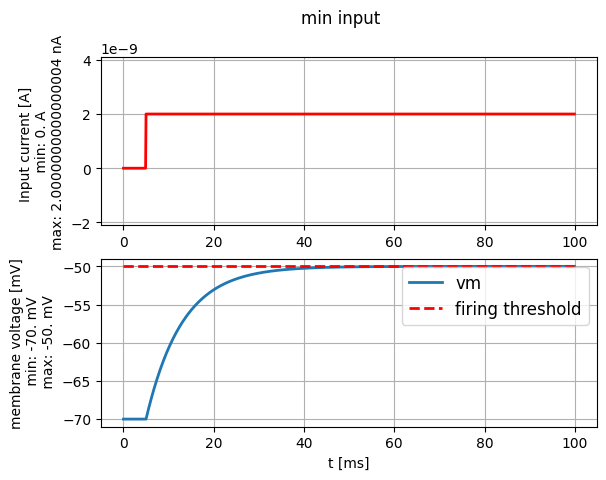 min input
1e−9
Input current [A]
min: 0. A
max: 2.0000000000000004 nA
4
2
0
−2
0 20 40 60 80 100
membrane voltage [mV]
min: -70. mV
max: -50. mV
−50
−55
−60
−65
−70
vm
firing threshold
0 20 40 60 80 100
t [ms]